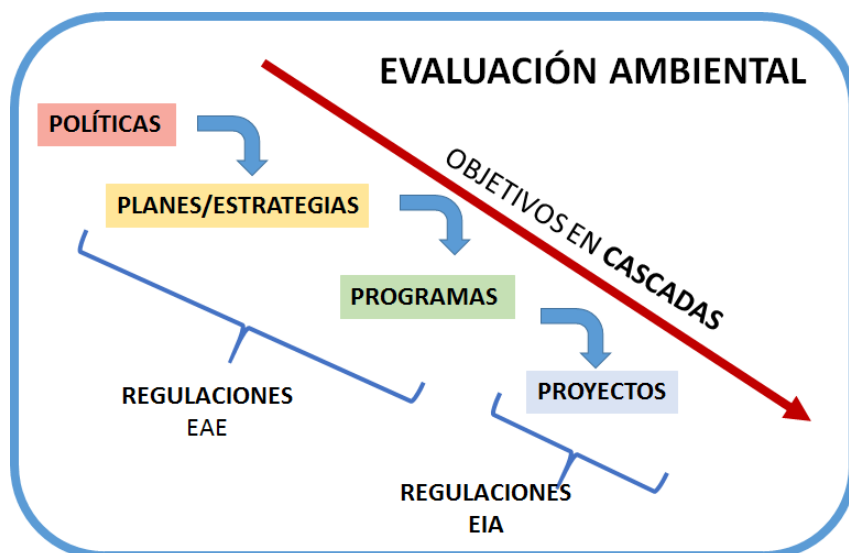 EVALUACIÓN AMBIENTAL
POLÍTICAS
OBJETIVOS EN CASCADAS
PLANES/ESTRATEGIAS
PROGRAMAS
PROYECTOS
REGULACIONES
EAE
REGULACIONES
EIA